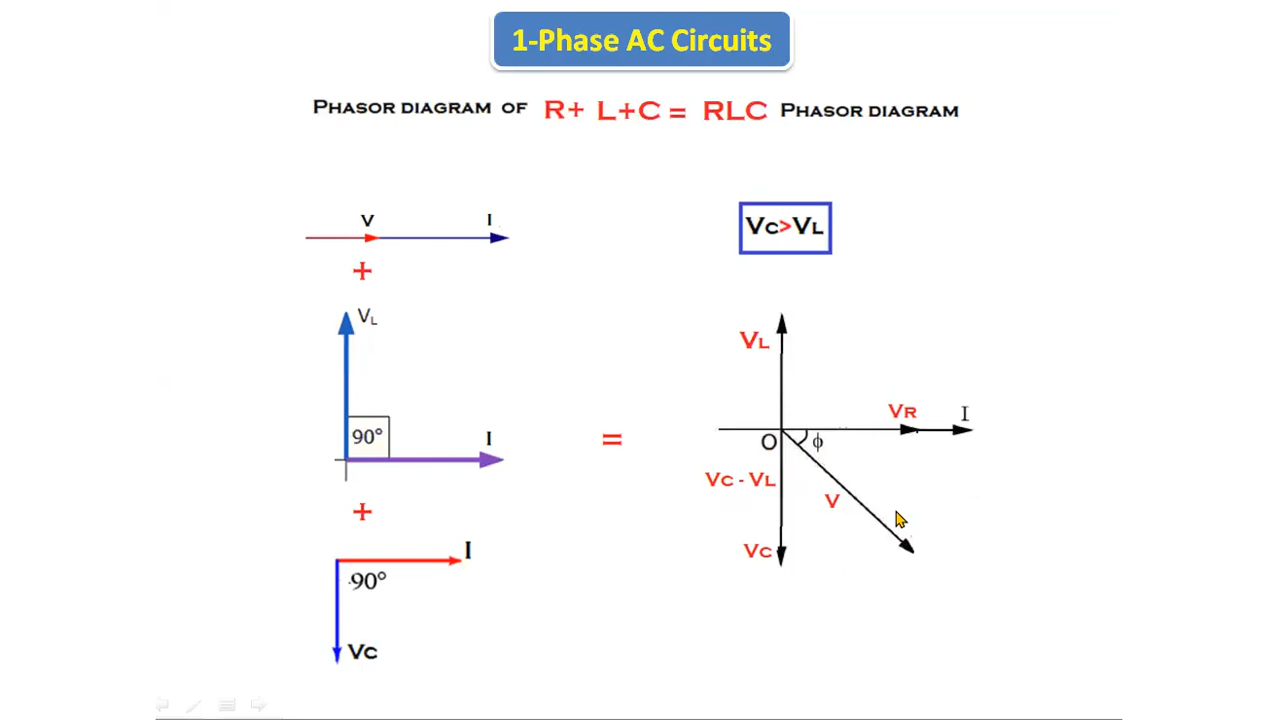 1-Phase AC Circuits
Phasor diagram of R+ L+C = RLC Phasor diagram
V I
+
VL
90°
I
+
I
90°
Vc
=
Vc>VL
VL
VR I
O ϕ
Vc - VL
V
Vc